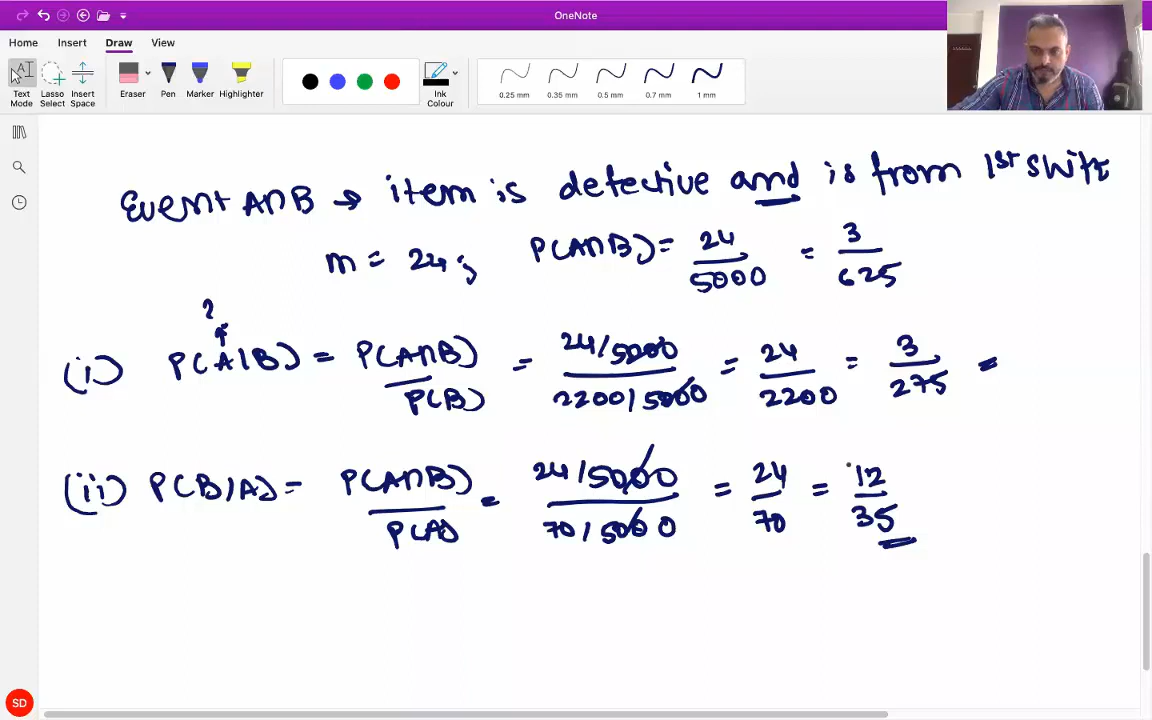 OneNote
Home Insert Draw View
Text Mode Lasso Select Insert Space Eraser Pen Marker Highlighter Ink Colour 0.25 mm 0.35 mm 0.5 mm 0.7 mm 1 mm
Event A∩B → item is defective and is from 1st shift
m = 24; P(A∩B) = 24/5000 = 3/625
?
(i) P(A|B) = P(A∩B)/P(B) = (24/5000)/(2200/5000) = 24/2200 = 3/275 =
(ii) P(B/A) = P(A∩B)/P(A) = (24/5000)/(70/5000) = 24/70 = 12/35
SD